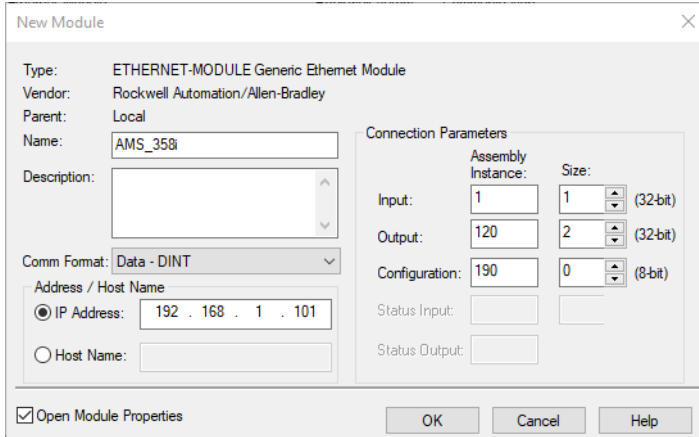 New Module
Type: ETHERNET-MODULE Generic Ethernet Module
Vendor: Rockwell Automation/Allen-Bradley
Parent: Local
Name: AMS_358i
Description:
Comm Format: Data - DINT
Address / Host Name
IP Address: 192 . 168 . 1 . 101
Host Name:
Connection Parameters
Assembly
Instance: Size:
Input: 1 1 (32-bit)
Output: 120 2 (32-bit)
Configuration: 190 0 (8-bit)
Status Input:
Status Output:
Open Module Properties
OK Cancel Help